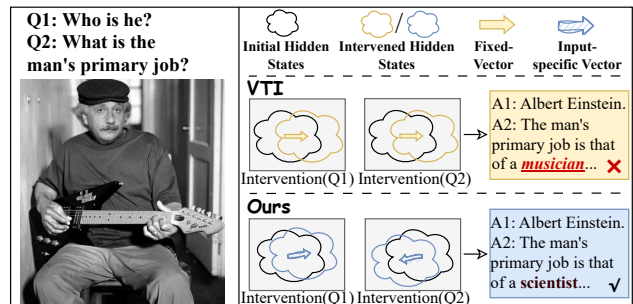 Q1: Who is he?
Q2: What is the
man's primary job?
Initial Hidden
States
/
Intervened Hidden
States
Fixed-
Vector
Input-
specific Vector
VTI
Intervention(Q1)
Intervention(Q2)
A1: Albert Einstein.
A2: The man's
primary job is that
of a musician...
Ours
Intervention(Q1)
Intervention(Q2)
A1: Albert Einstein.
A2: The man's
primary job is that
of a scientist...